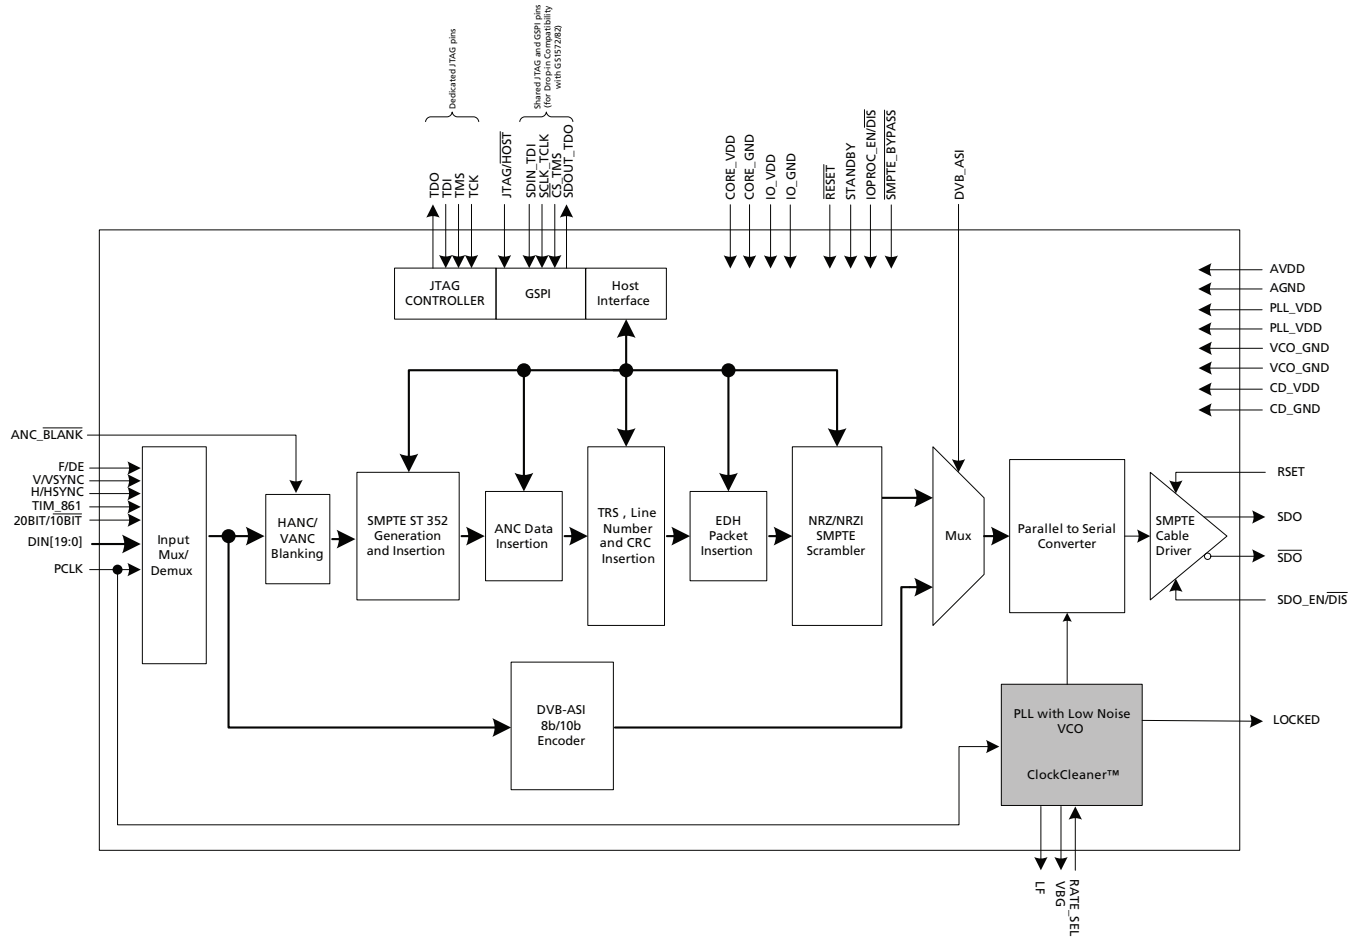 Dedicated JTAG pins
Shared JTAG and GSPI pins
(for Drop-in Compatibility
with GS1572/82)
TDO
TDI
TMS
TCK
JTAG/HOST
SDIN_TDI
SCLK_TCLK
CS_TMS
SDOUT_TDO
CORE_VDD
CORE_GND
IO_VDD
IO_GND
RESET
STANDBY
IOPROC_EN/DIS
SMPTE_BYPASS
DVB_ASI
JTAG
CONTROLLER
GSPI
Host
Interface
AVDD
AGND
PLL_VDD
PLL_VDD
VCO_GND
VCO_GND
CD_VDD
CD_GND
ANC_BLANK
F/DE
V/VSYNC
H/HSYNC
TIM_861
20BIT/10BIT
DIN[19:0]
PCLK
Input
Mux/
Demux
HANC/
VANC
Blanking
SMPTE ST 352
Generation
and Insertion
ANC Data
Insertion
TRS , Line
Number
and CRC
Insertion
EDH
Packet
Insertion
NRZ/NRZI
SMPTE
Scrambler
Mux
Parallel to Serial
Converter
SMPTE
Cable
Driver
RSET
SDO
SDO
SDO_EN/DIS
DVB-ASI
8b/10b
Encoder
PLL with Low Noise
VCO
ClockCleaner™
LOCKED
LF
VBG
RATE_SEL